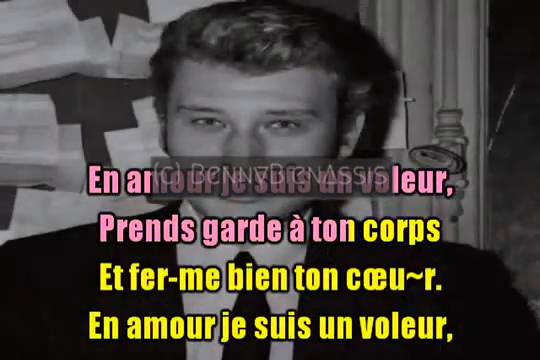 En amour je suis un voleur,
(C) BennyBignAssis
Prends garde à ton corps
Et fer-me bien ton cœu~r.
En amour je suis un voleur,